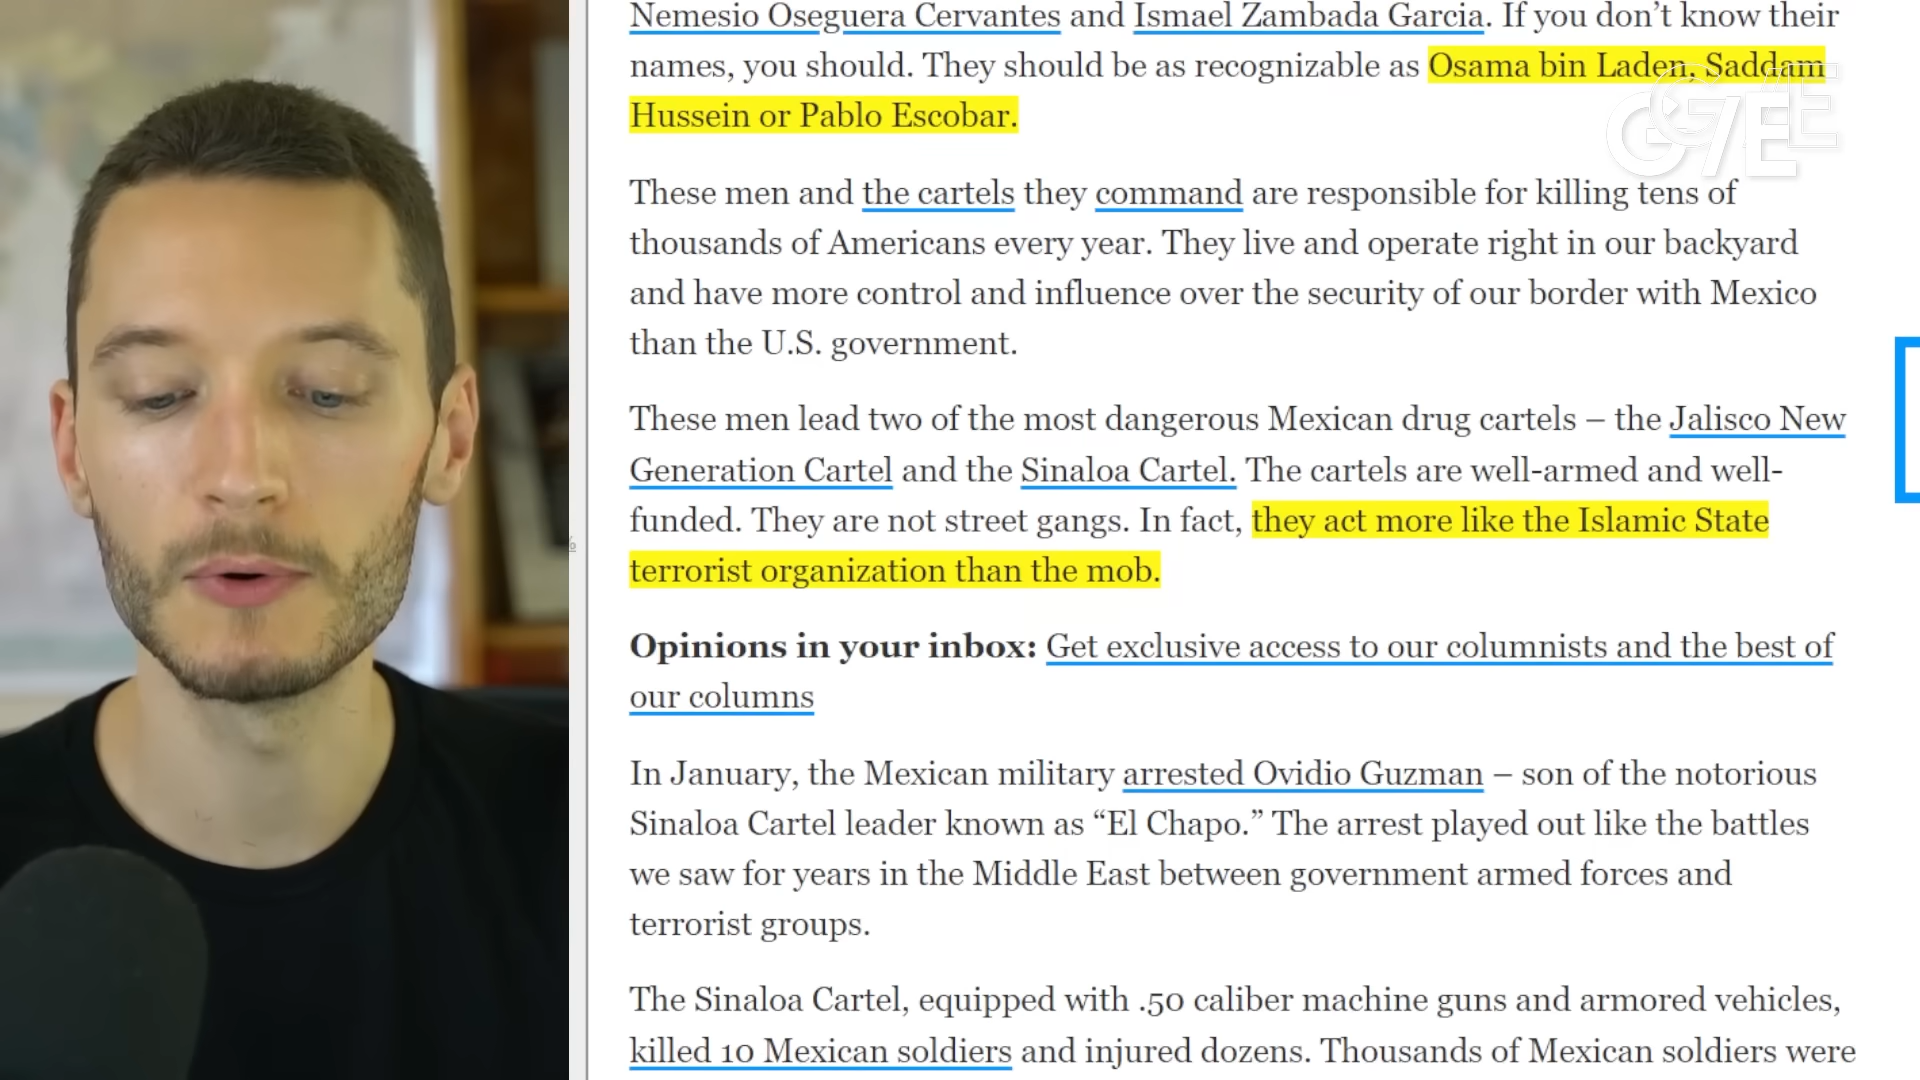 Nemesio Oseguera Cervantes and Ismael Zambada Garcia. If you don’t know their
names, you should. They should be as recognizable as Osama bin Laden, Saddam
Hussein or Pablo Escobar.
These men and the cartels they command are responsible for killing tens of
thousands of Americans every year. They live and operate right in our backyard
and have more control and influence over the security of our border with Mexico
than the U.S. government.
These men lead two of the most dangerous Mexican drug cartels – the Jalisco New
Generation Cartel and the Sinaloa Cartel. The cartels are well-armed and well-
funded. They are not street gangs. In fact, they act more like the Islamic State
terrorist organization than the mob.
Opinions in your inbox: Get exclusive access to our columnists and the best of
our columns
In January, the Mexican military arrested Ovidio Guzman – son of the notorious
Sinaloa Cartel leader known as “El Chapo.” The arrest played out like the battles
we saw for years in the Middle East between government armed forces and
terrorist groups.
The Sinaloa Cartel, equipped with .50 caliber machine guns and armored vehicles,
killed 10 Mexican soldiers and injured dozens. Thousands of Mexican soldiers were